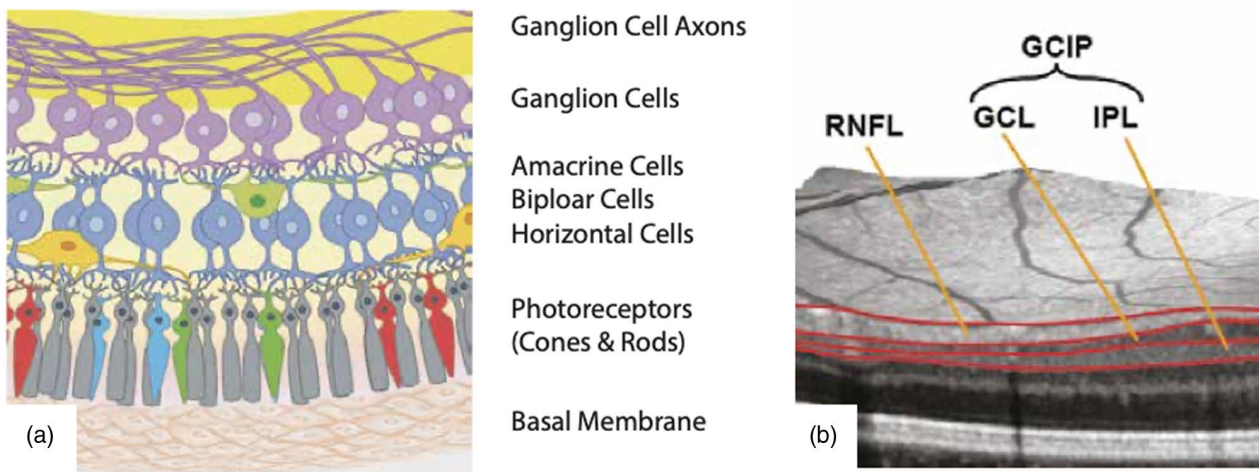 Ganglion Cell Axons
Ganglion Cells
Amacrine Cells
Biploar Cells
Horizontal Cells
Photoreceptors
(Cones & Rods)
Basal Membrane
(a)
GCIP
RNFL GCL IPL
(b)